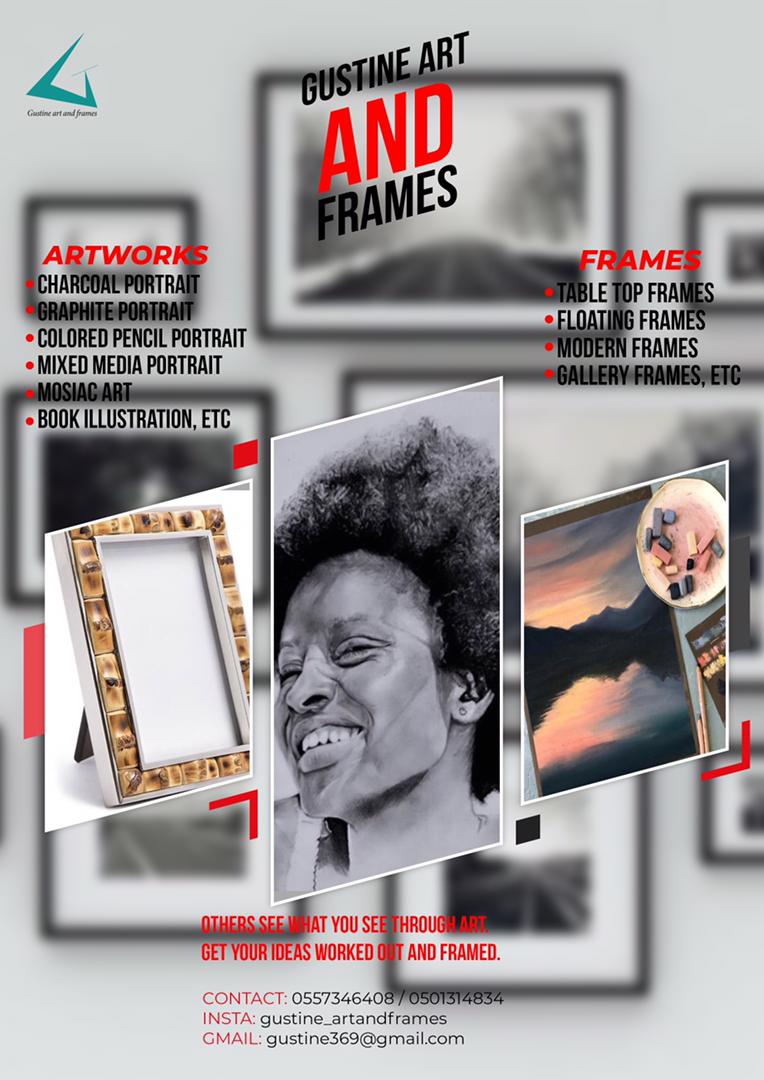 Gustine art and frames
GUSTINE ART
AND
FRAMES
ARTWORKS
• CHARCOAL PORTRAIT
• GRAPHITE PORTRAIT
• COLORED PENCIL PORTRAIT
• MIXED MEDIA PORTRAIT
• MOSIAC ART
• BOOK ILLUSTRATION, ETC
FRAMES
• TABLE TOP FRAMES
• FLOATING FRAMES
• MODERN FRAMES
• GALLERY FRAMES, ETC
OTHERS SEE WHAT YOU SEE THROUGH ART.
GET YOUR IDEAS WORKED OUT AND FRAMED.
CONTACT: 0557346408 / 0501314834
INSTA: gustine_artandframes
GMAIL: gustine369@gmail.com